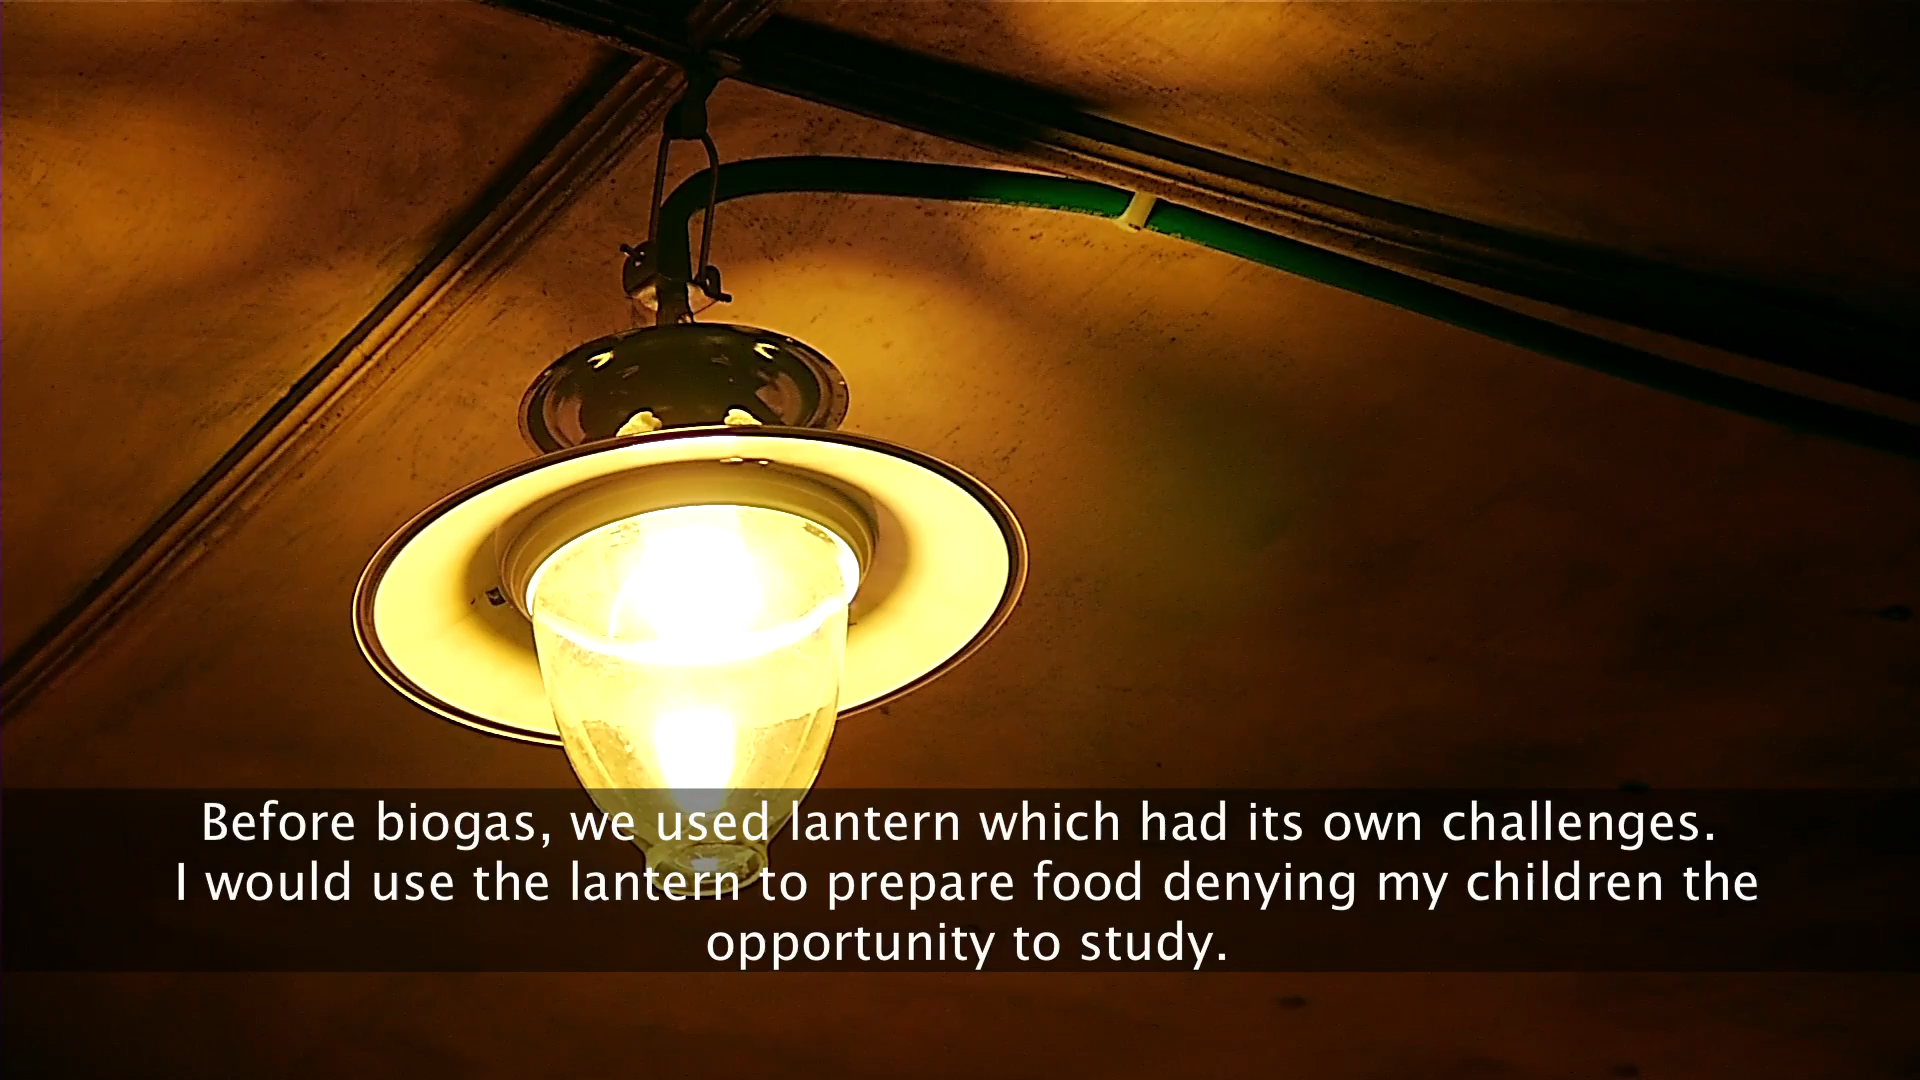 Before biogas, we used lantern which had its own challenges.
I would use the lantern to prepare food denying my children the
opportunity to study.